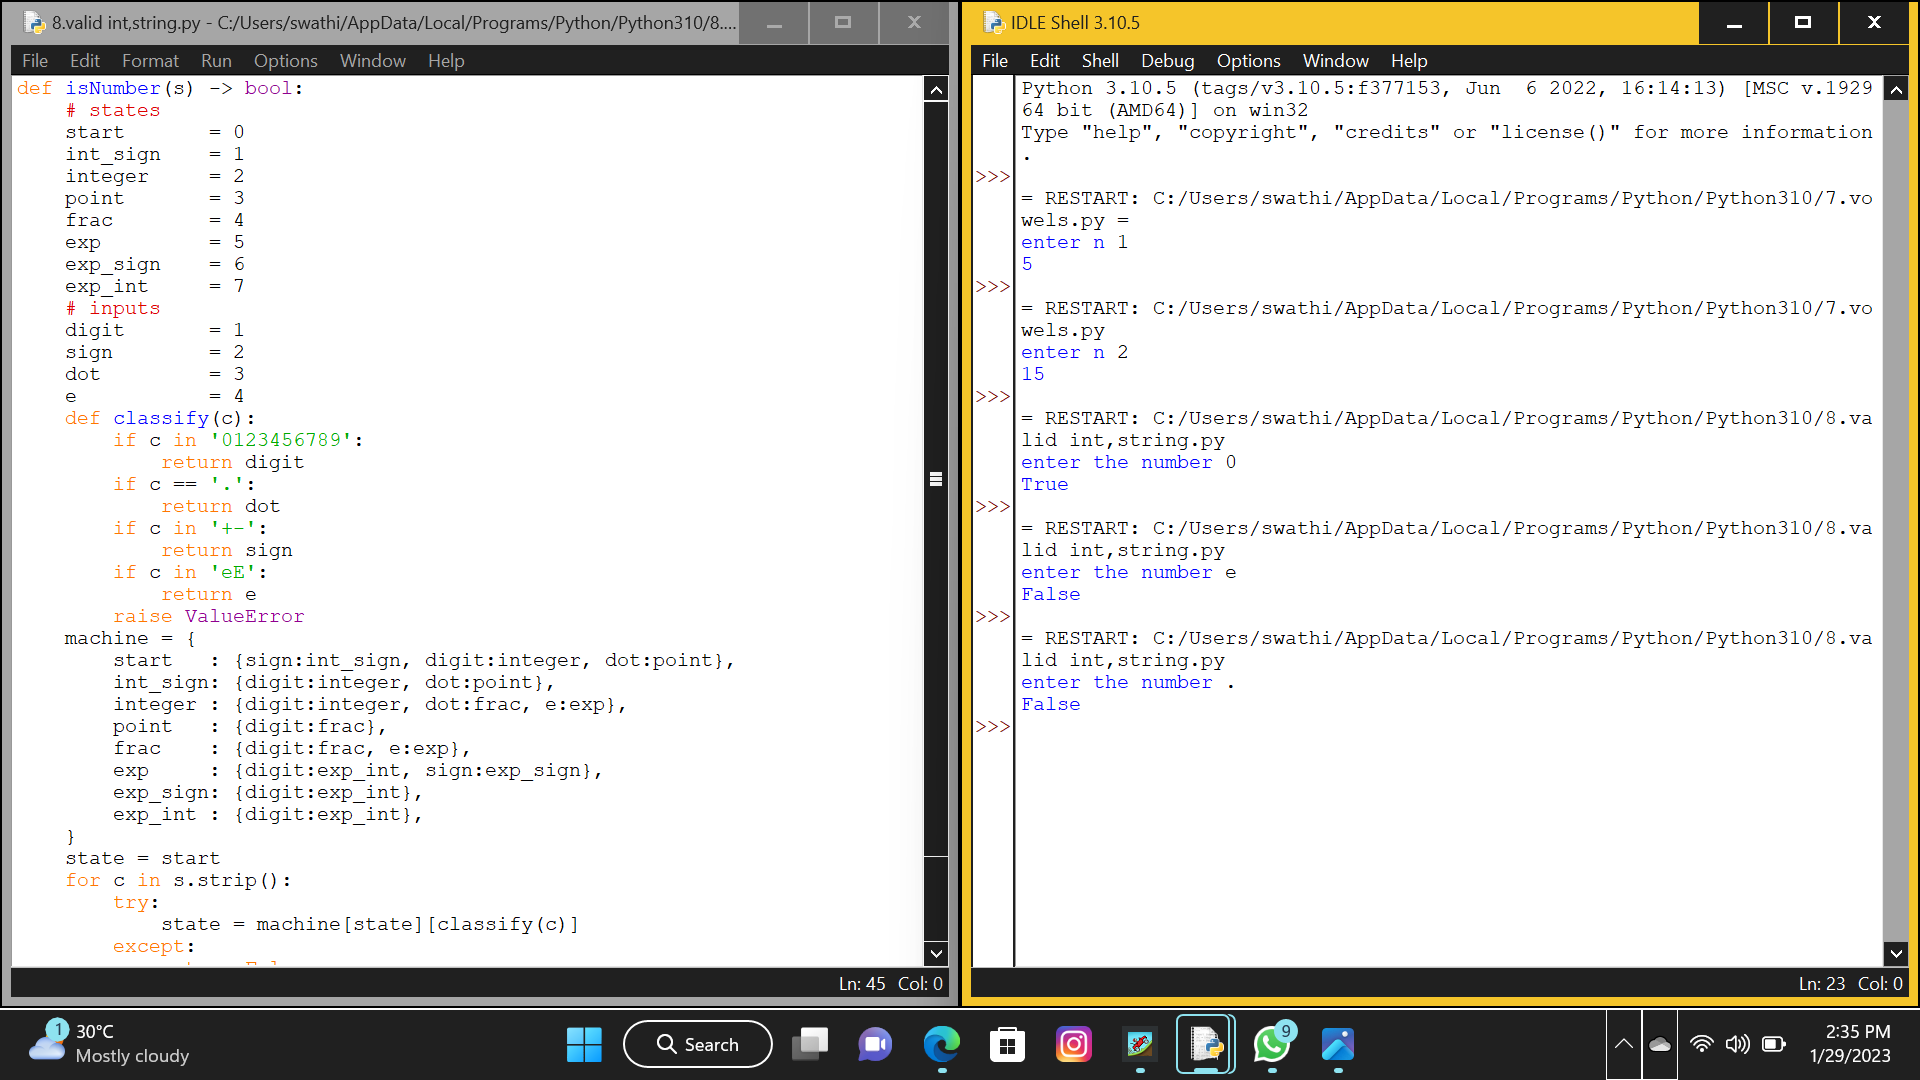 8.valid int,string.py - C:/Users/swathi/AppData/Local/Programs/Python/Python310/8....
File Edit Format Run Options Window Help
def isNumber(s) -> bool:
    # states
    start       = 0
    int_sign    = 1
    integer     = 2
    point       = 3
    frac        = 4
    exp         = 5
    exp_sign    = 6
    exp_int     = 7
    # inputs
    digit       = 1
    sign        = 2
    dot         = 3
    e           = 4
    def classify(c):
        if c in '0123456789':
            return digit
        if c == '.':
            return dot
        if c in '+-':
            return sign
        if c in 'eE':
            return e
        raise ValueError
    machine = {
        start   : {sign:int_sign, digit:integer, dot:point},
        int_sign: {digit:integer, dot:point},
        integer : {digit:integer, dot:frac, e:exp},
        point   : {digit:frac},
        frac    : {digit:frac, e:exp},
        exp     : {digit:exp_int, sign:exp_sign},
        exp_sign: {digit:exp_int},
        exp_int : {digit:exp_int},
    }
    state = start
    for c in s.strip():
        try:
            state = machine[state][classify(c)]
        except:
Ln: 45 Col: 0
IDLE Shell 3.10.5
File Edit Shell Debug Options Window Help
Python 3.10.5 (tags/v3.10.5:f377153, Jun  6 2022, 16:14:13) [MSC v.1929
64 bit (AMD64)] on win32
Type "help", "copyright", "credits" or "license()" for more information
.
>>>
= RESTART: C:/Users/swathi/AppData/Local/Programs/Python/Python310/7.vo
wels.py =
enter n 1
5
>>>
= RESTART: C:/Users/swathi/AppData/Local/Programs/Python/Python310/7.vo
wels.py
enter n 2
15
>>>
= RESTART: C:/Users/swathi/AppData/Local/Programs/Python/Python310/8.va
lid int,string.py
enter the number 0
True
>>>
= RESTART: C:/Users/swathi/AppData/Local/Programs/Python/Python310/8.va
lid int,string.py
enter the number e
False
>>>
= RESTART: C:/Users/swathi/AppData/Local/Programs/Python/Python310/8.va
lid int,string.py
enter the number .
False
>>>
Ln: 23 Col: 0
1
30°C
Mostly cloudy
Search
9
2:35 PM
1/29/2023